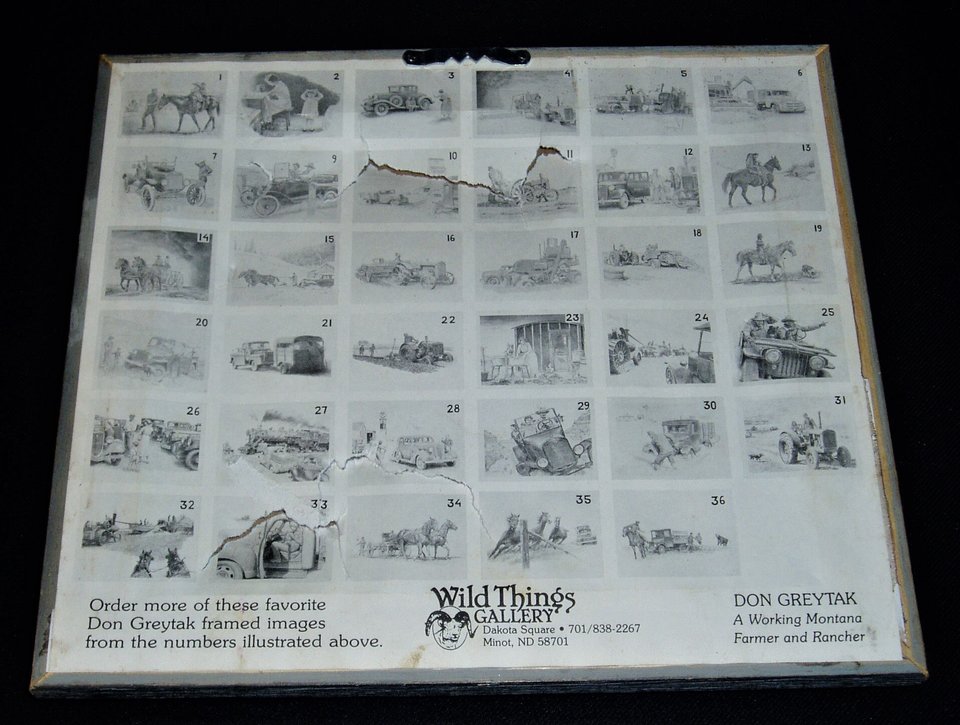 1 2 3 4 5 6
7 9 10 11 12 13
14 15 16 17 18 19
20 21 22 23 24 25
26 27 28 29 30 31
32 33 34 35 36
Order more of these favorite
Don Greytak framed images
from the numbers illustrated above.
Wild Things
GALLERY
Dakota Square • 701/838-2267
Minot, ND 58701
DON GREYTAK
A Working Montana
Farmer and Rancher